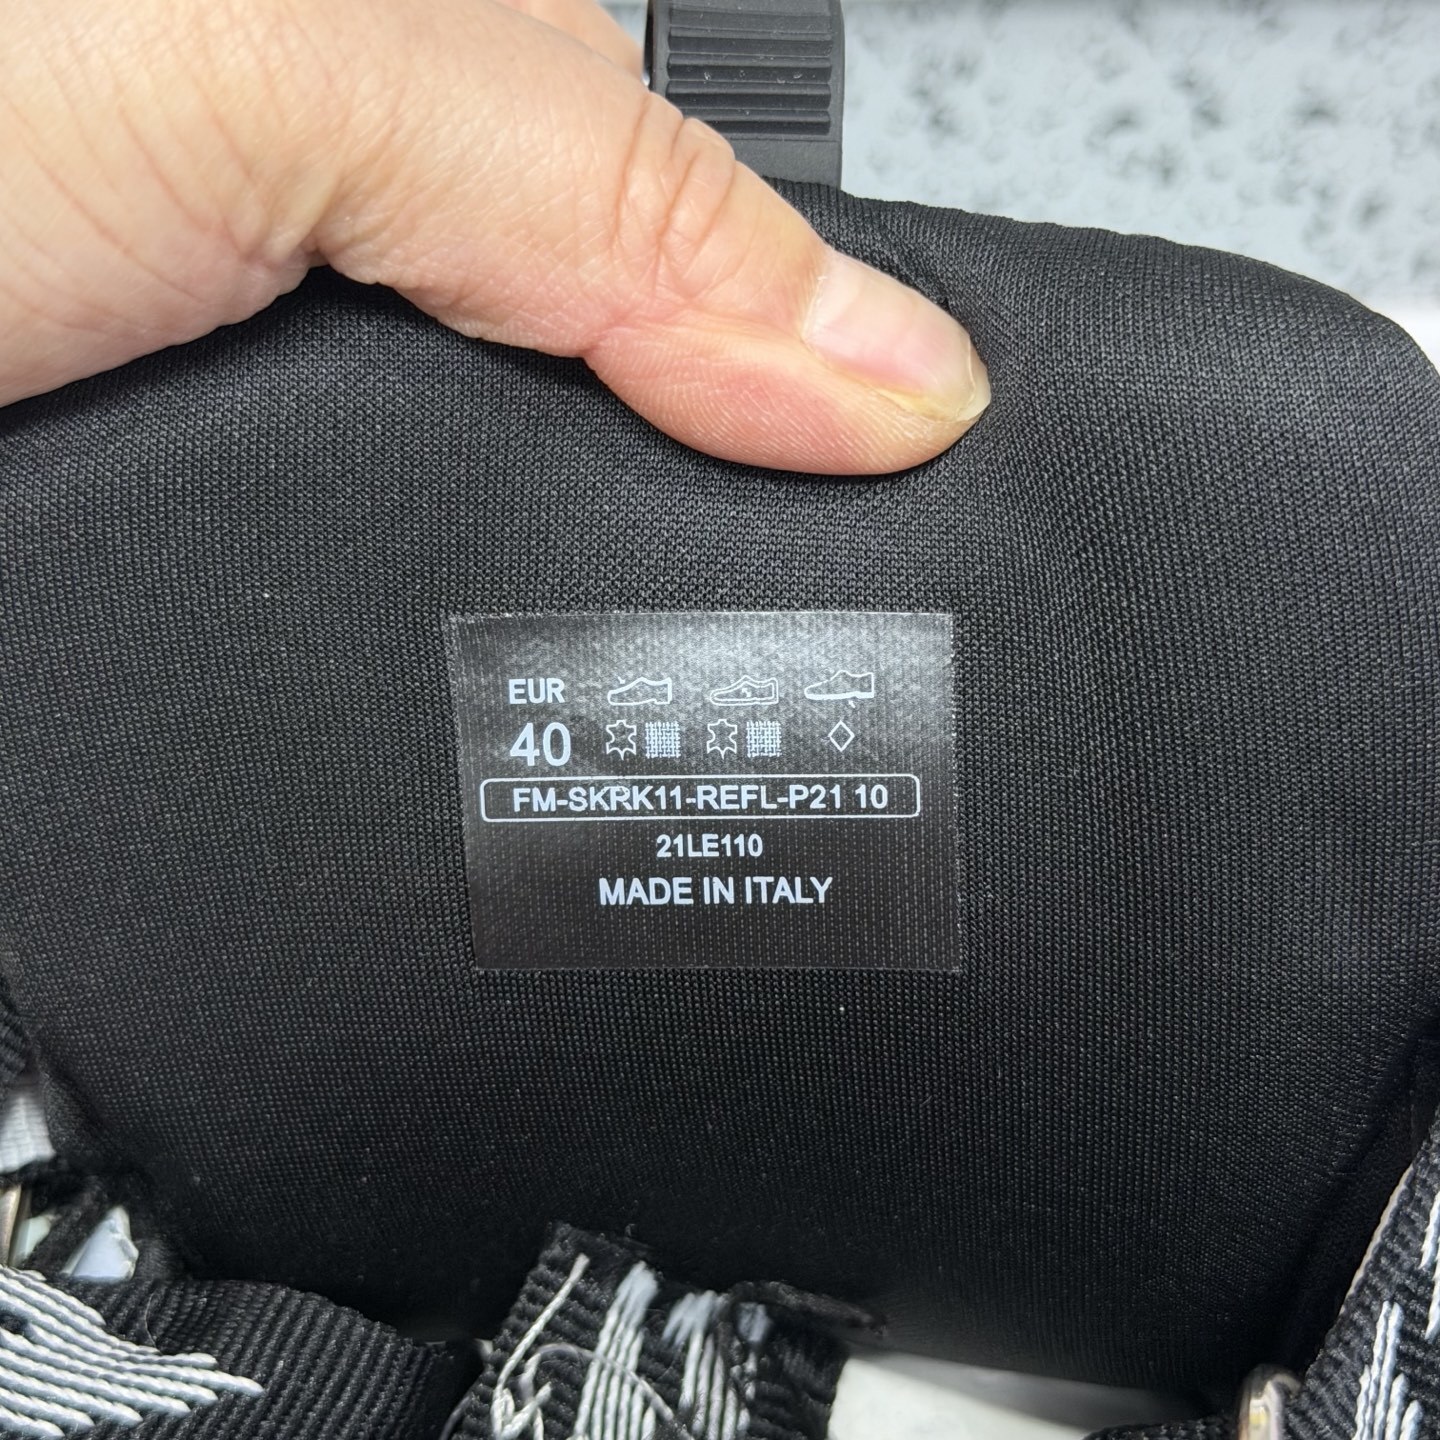 EUR
40
FM-SKRK11-REFL-P21 10
21LE110
MADE IN ITALY